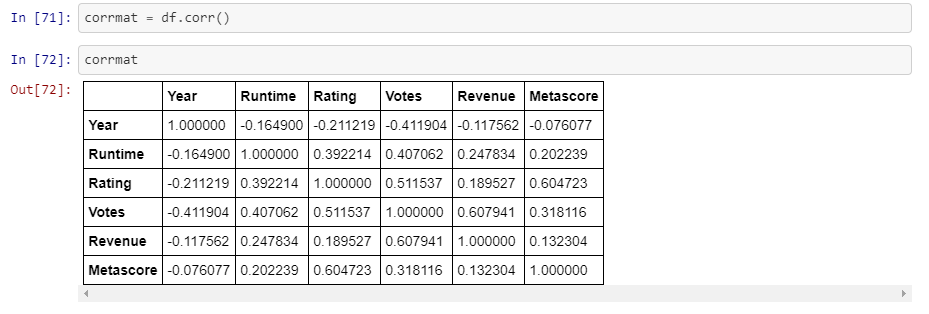 In [71]: corrmat = df.corr()
In [72]: corrmat
Out[72]:
Year Runtime Rating Votes Revenue Metascore
Year 1.000000 -0.164900 -0.211219 -0.411904 -0.117562 -0.076077
Runtime -0.164900 1.000000 0.392214 0.407062 0.247834 0.202239
Rating -0.211219 0.392214 1.000000 0.511537 0.189527 0.604723
Votes -0.411904 0.407062 0.511537 1.000000 0.607941 0.318116
Revenue -0.117562 0.247834 0.189527 0.607941 1.000000 0.132304
Metascore -0.076077 0.202239 0.604723 0.318116 0.132304 1.000000